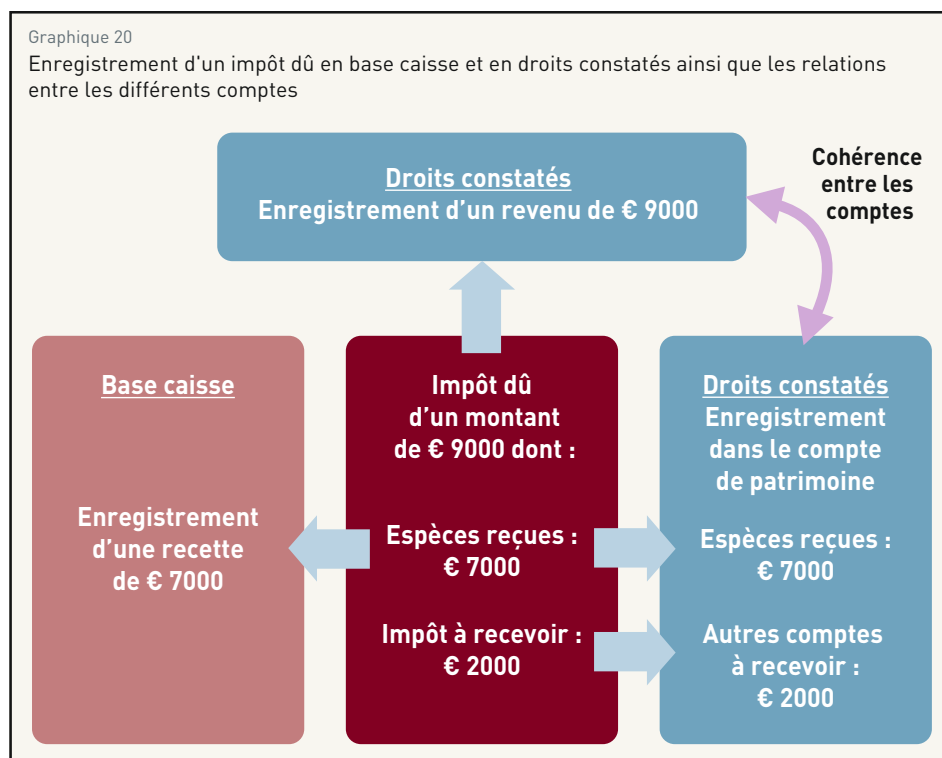 Graphique 20
Enregistrement d'un impôt dû en base caisse et en droits constatés ainsi que les relations
entre les différents comptes
Droits constatés
Enregistrement d’un revenu de € 9000
Cohérence
entre les
comptes
Base caisse
Enregistrement
d’une recette
de € 7000
Impôt dû
d’un montant
de € 9000 dont :
Espèces reçues :
€ 7000
Impôt à recevoir :
€ 2000
Droits constatés
Enregistrement
dans le compte
de patrimoine
Espèces reçues :
€ 7000
Autres comptes
à recevoir :
€ 2000